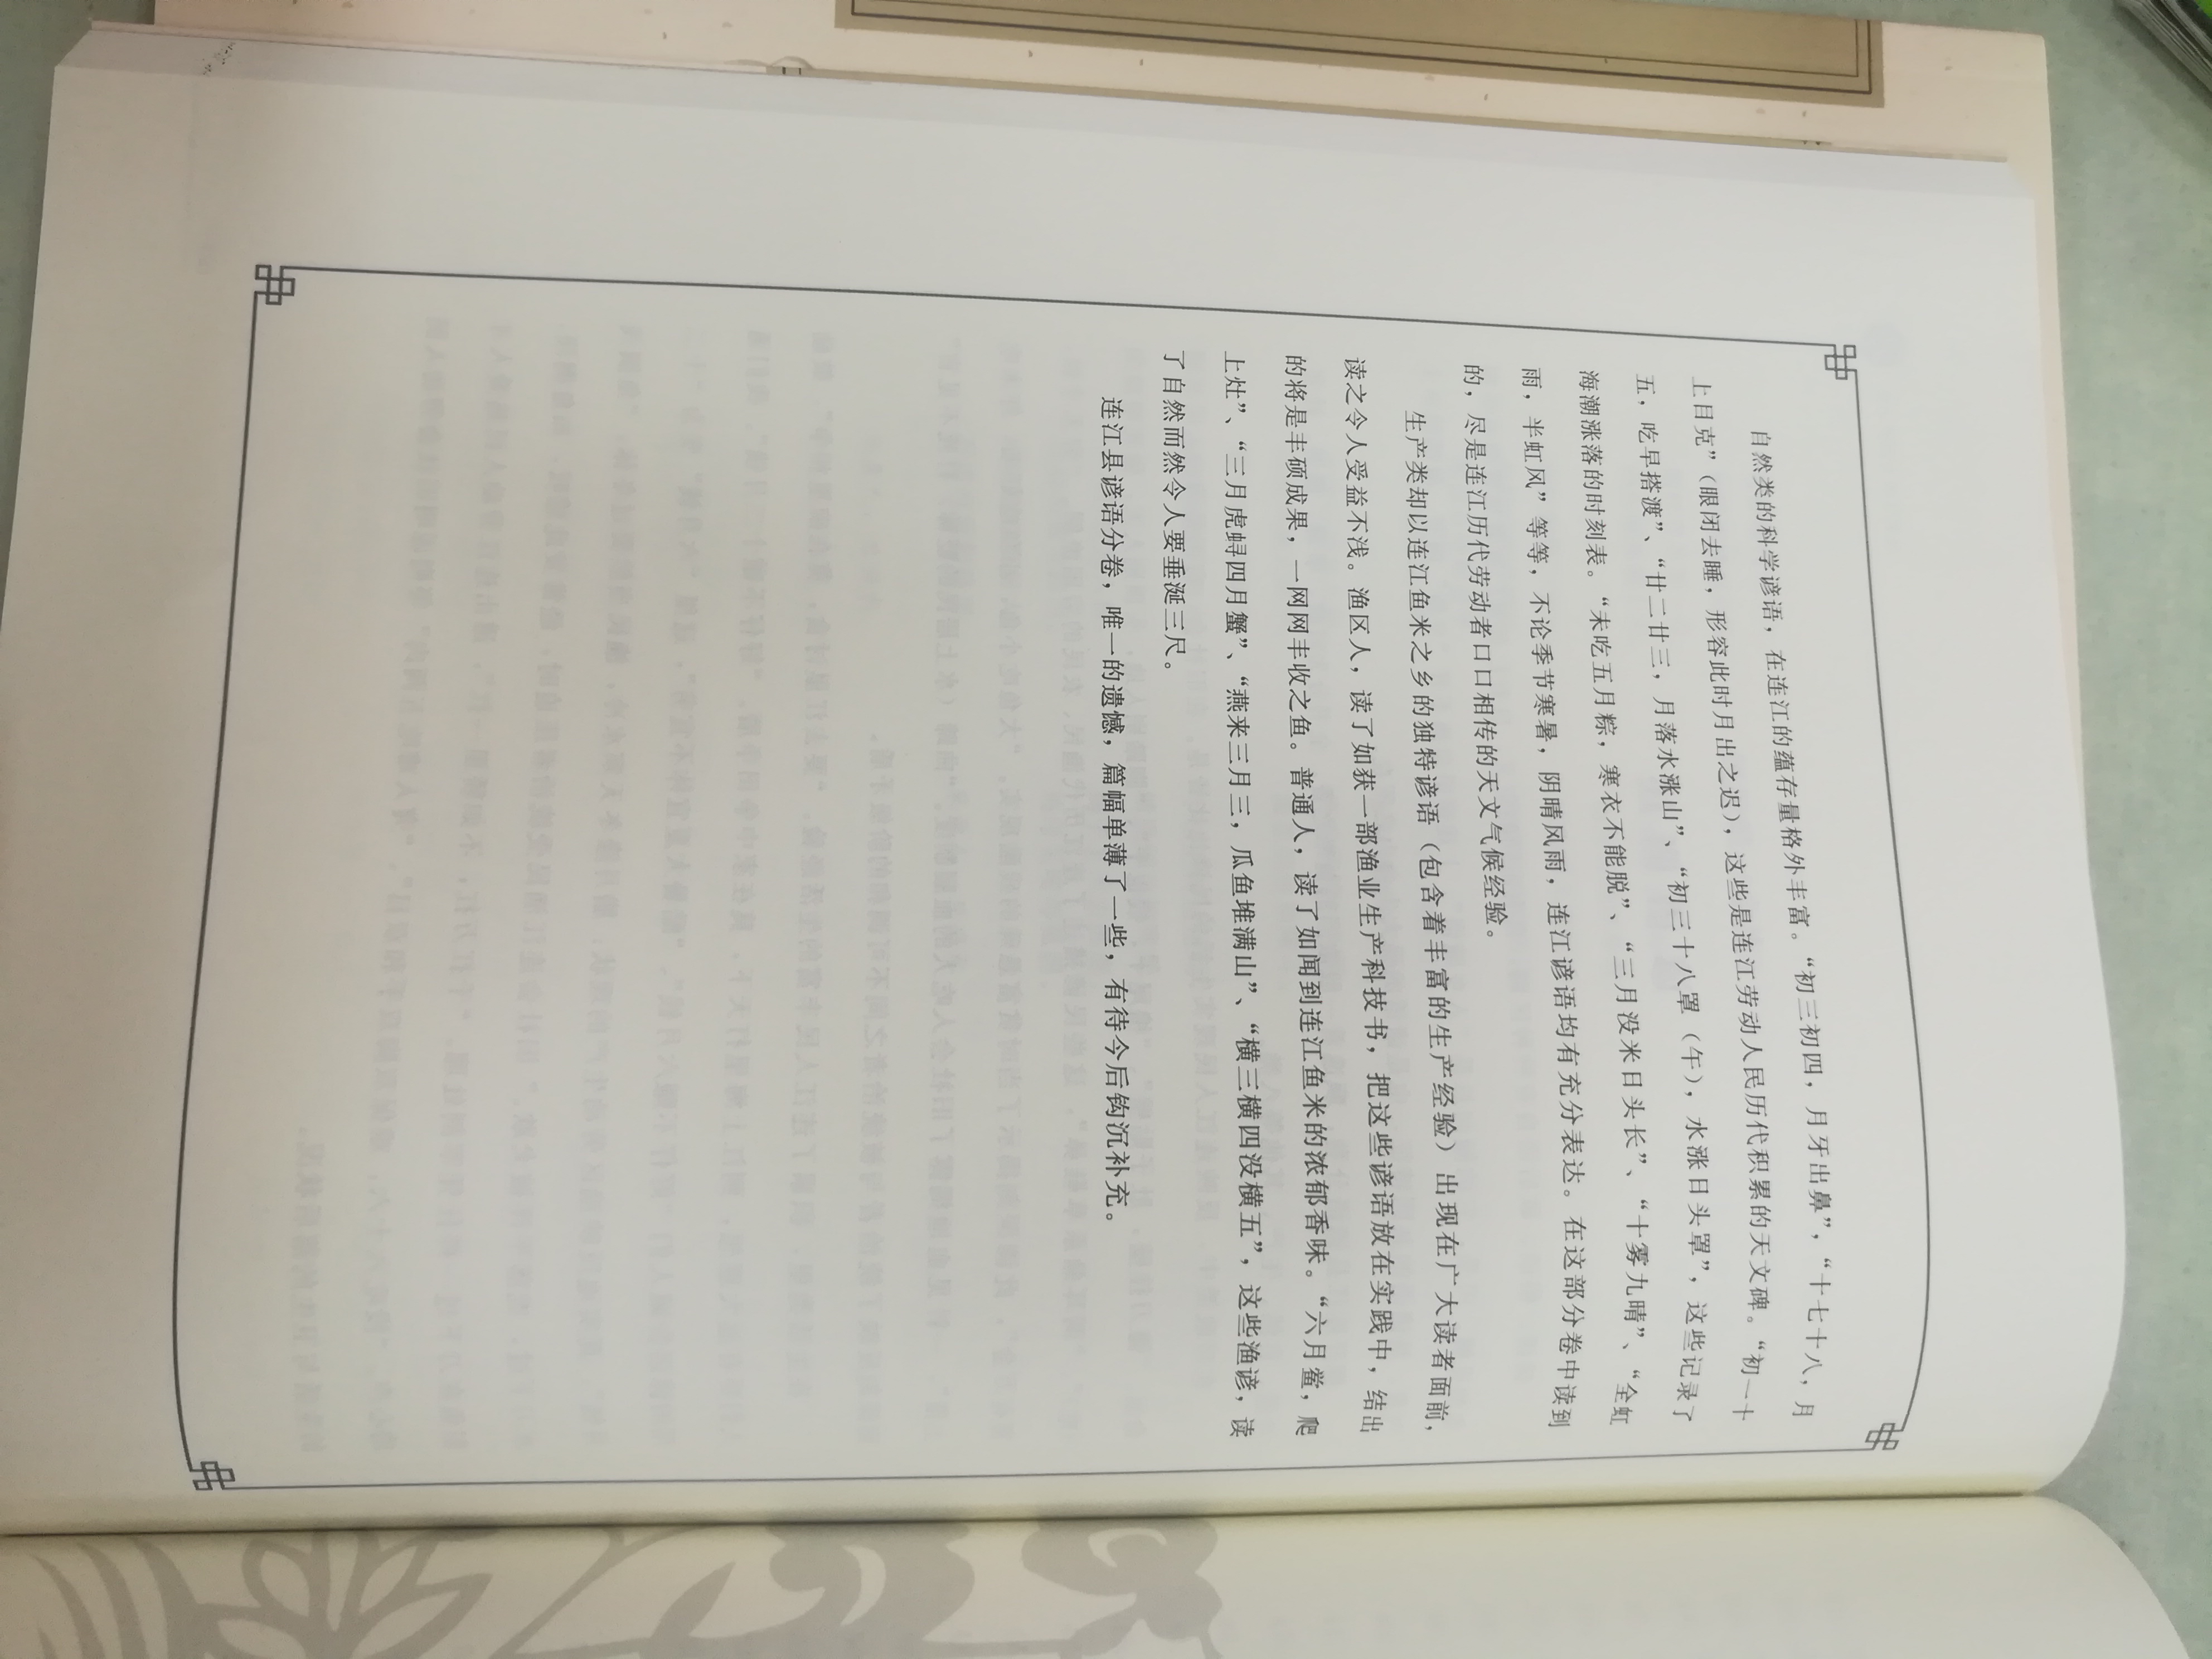 自然类的科学谚语，在连江的蕴存量格外丰富。“初三初四，月牙出鼻”，“十七十八，月
上目克”（眼闭去睡，形容此时月出之迟），这些是连江劳动人民历代积累的天文碑。“初一十
五，吃早搭渡”、“廿二廿三，月落水涨山”、“初三十八罩（午），水涨日头罩”，这些记录了
海潮涨落的时刻表。“未吃五月粽，寒衣不能脱”、“三月没米日头长”、“十雾九晴”、“全虹
雨，半虹风”等等，不论季节寒暑，阴晴风雨，连江谚语均有充分表达。在这部分卷中读到
的，尽是连江历代劳动者口口相传的天文气候经验。
生产类却以连江鱼米之乡的独特谚语（包含着丰富的生产经验）出现在广大读者面前，
读之令人受益不浅。渔区人，读了如获一部渔业生产科技书，把这些谚语放在实践中，结出
的将是丰硕成果，一网网丰收之鱼。普通人，读了如闻到连江鱼米的浓郁香味。“六月鲎，爬
上灶”、“三月虎蟳四月蟹”、“燕来三月三，瓜鱼堆满山”、“横三横四没横五”，这些渔谚，读
了自然而然令人要垂涎三尺。
连江县谚语分卷，唯一的遗憾，篇幅单薄了一些，有待今后钩沉补充。